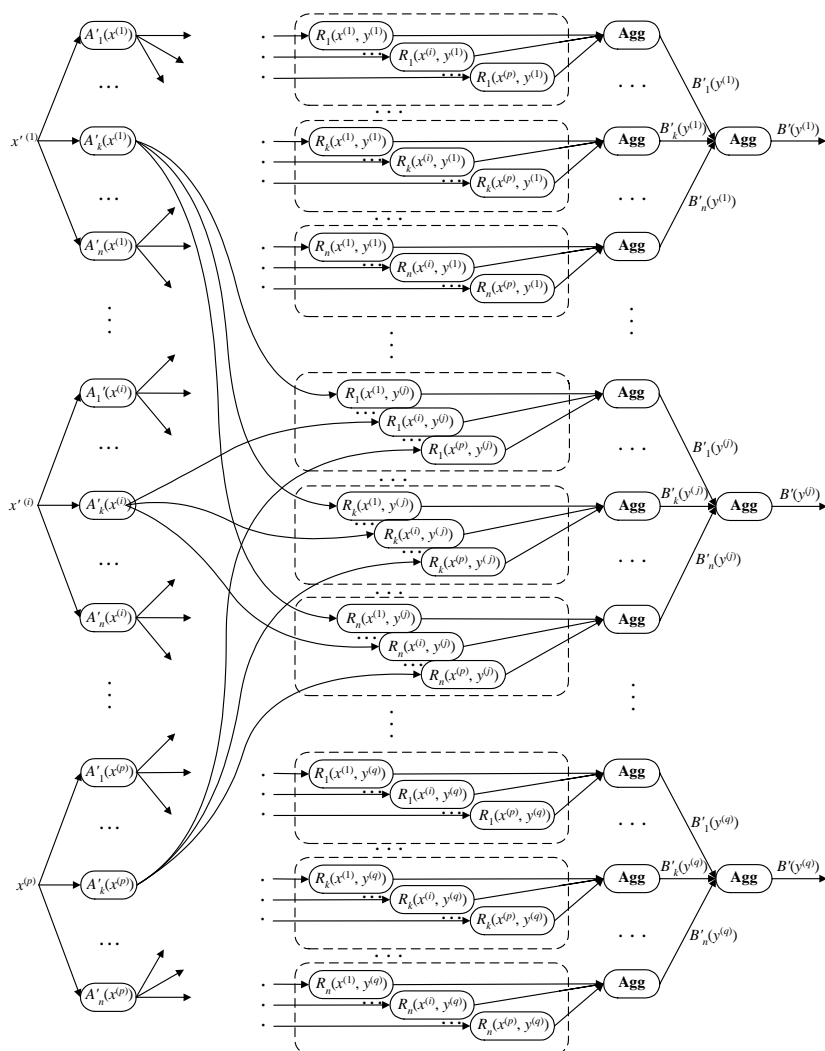 A′₁(x⁽¹⁾)
...
x′⁽¹⁾
A′ₖ(x⁽¹⁾)
...
A′ₙ(x⁽¹⁾)
...
A₁′(x⁽ⁱ⁾)
...
x′⁽ⁱ⁾
A′ₖ(x⁽ⁱ⁾)
...
A′ₙ(x⁽ⁱ⁾)
...
A′₁(x⁽ᵖ⁾)
...
x⁽ᵖ⁾
A′ₖ(x⁽ᵖ⁾)
...
A′ₙ(x⁽ᵖ⁾)
R₁(x⁽¹⁾, y⁽¹⁾)
... R₁(x⁽ⁱ⁾, y⁽¹⁾)
... R₁(x⁽ᵖ⁾, y⁽¹⁾)
...
Rₖ(x⁽¹⁾, y⁽¹⁾)
... Rₖ(x⁽ⁱ⁾, y⁽¹⁾)
... Rₖ(x⁽ᵖ⁾, y⁽¹⁾)
...
Rₙ(x⁽¹⁾, y⁽¹⁾)
... Rₙ(x⁽ⁱ⁾, y⁽¹⁾)
... Rₙ(x⁽ᵖ⁾, y⁽¹⁾)
...
R₁(x⁽¹⁾, y⁽ʲ⁾)
... R₁(x⁽ⁱ⁾, y⁽ʲ⁾)
... R₁(x⁽ᵖ⁾, y⁽ʲ⁾)
...
Rₖ(x⁽¹⁾, y⁽ʲ⁾)
... Rₖ(x⁽ⁱ⁾, y⁽ʲ⁾)
... Rₖ(x⁽ᵖ⁾, y⁽ʲ⁾)
...
Rₙ(x⁽¹⁾, y⁽ʲ⁾)
... Rₙ(x⁽ⁱ⁾, y⁽ʲ⁾)
... Rₙ(x⁽ᵖ⁾, y⁽ʲ⁾)
...
R₁(x⁽¹⁾, y⁽q⁾)
... R₁(x⁽ⁱ⁾, y⁽q⁾)
... R₁(x⁽ᵖ⁾, y⁽q⁾)
...
Rₖ(x⁽¹⁾, y⁽q⁾)
... Rₖ(x⁽ⁱ⁾, y⁽q⁾)
... Rₖ(x⁽ᵖ⁾, y⁽q⁾)
...
Rₙ(x⁽¹⁾, y⁽q⁾)
... Rₙ(x⁽ⁱ⁾, y⁽q⁾)
... Rₙ(x⁽ᵖ⁾, y⁽q⁾)
Agg
B′₁(y⁽¹⁾)
...
Agg B′ₖ(y⁽¹⁾) Agg B′(y⁽¹⁾)
...
B′ₙ(y⁽¹⁾)
Agg
...
Agg
B′₁(y⁽ʲ⁾)
...
Agg B′ₖ(y⁽ʲ⁾) Agg B′(y⁽ʲ⁾)
...
B′ₙ(y⁽ʲ⁾)
Agg
...
Agg
B′₁(y⁽q⁾)
...
Agg B′ₖ(y⁽q⁾) Agg B′(y⁽q⁾)
...
B′ₙ(y⁽q⁾)
Agg